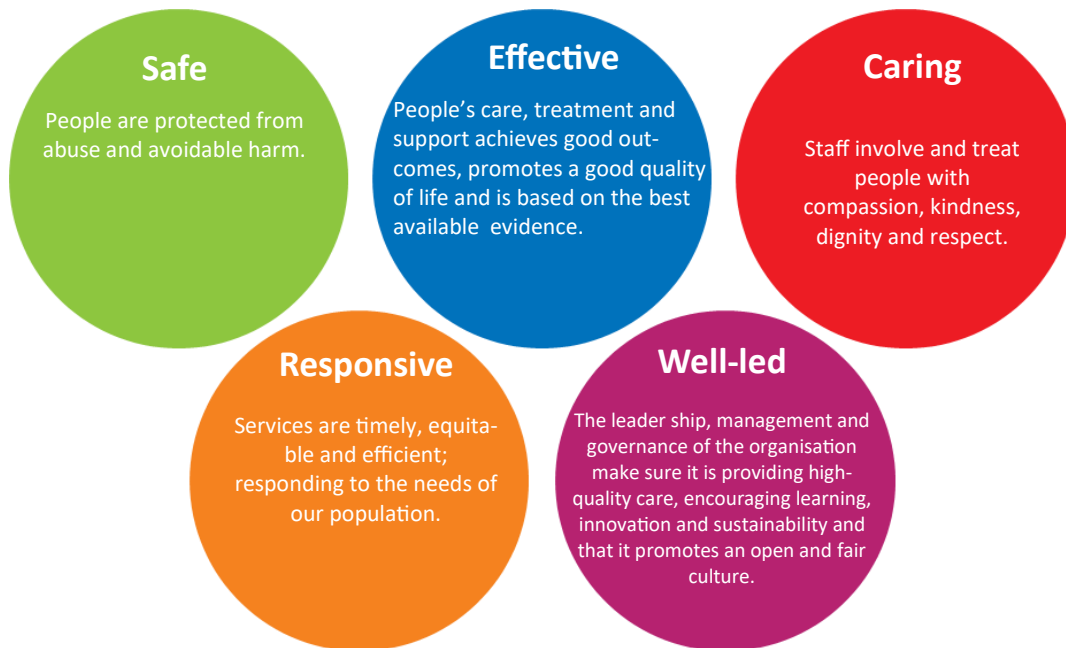 Safe
People are protected from
abuse and avoidable harm.
Effective
People’s care, treatment and
support achieves good out-
comes, promotes a good quality
of life and is based on the best
available  evidence.
Caring
Staff involve and treat
people with
compassion, kindness,
dignity and respect.
Responsive
Services are timely, equita-
ble and efficient;
responding to the needs of
our population.
Well-led
The leader ship, management and
governance of the organisation
make sure it is providing high-
quality care, encouraging learning,
innovation and sustainability and
that it promotes an open and fair
culture.